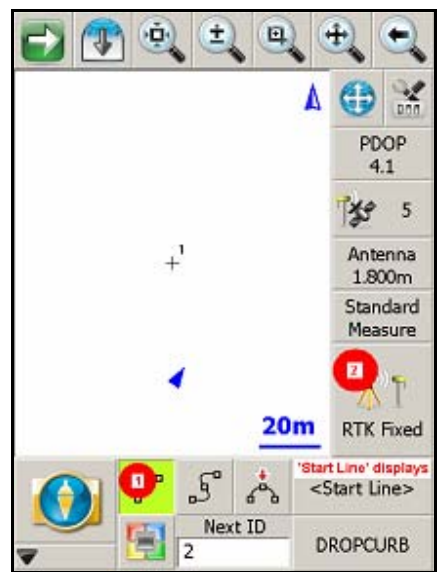 PDOP
4.1
5
Antenna
1.800m
1
Standard
Measure
2
20m
RTK Fixed
1
'Start Line' displays
<Start Line>
Next ID
2
DROPCURB